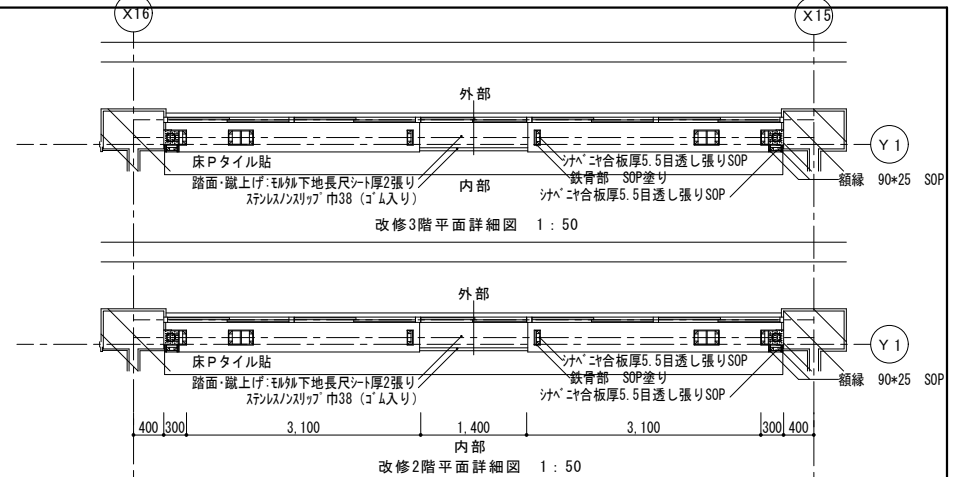 X16
X15
外部
Y1
床Pタイル貼
シナベニヤ合板厚5.5目透し張りSOP
踏面・蹴上げ:モルタル下地長尺シート厚2張り
内部
鉄骨部 SOP塗り
額縁 90*25 SOP
ステンレスノンスリップ 巾38 (ゴム入り)
シナベニヤ合板厚5.5目透し張りSOP
改修3階平面詳細図 1:50
外部
Y1
床Pタイル貼
シナベニヤ合板厚5.5目透し張りSOP
踏面・蹴上げ:モルタル下地長尺シート厚2張り
鉄骨部 SOP塗り
額縁 90*25 SOP
ステンレスノンスリップ 巾38 (ゴム入り)
シナベニヤ合板厚5.5目透し張りSOP
400 300 3,100 1,400 3,100 300 400
内部
改修2階平面詳細図 1:50